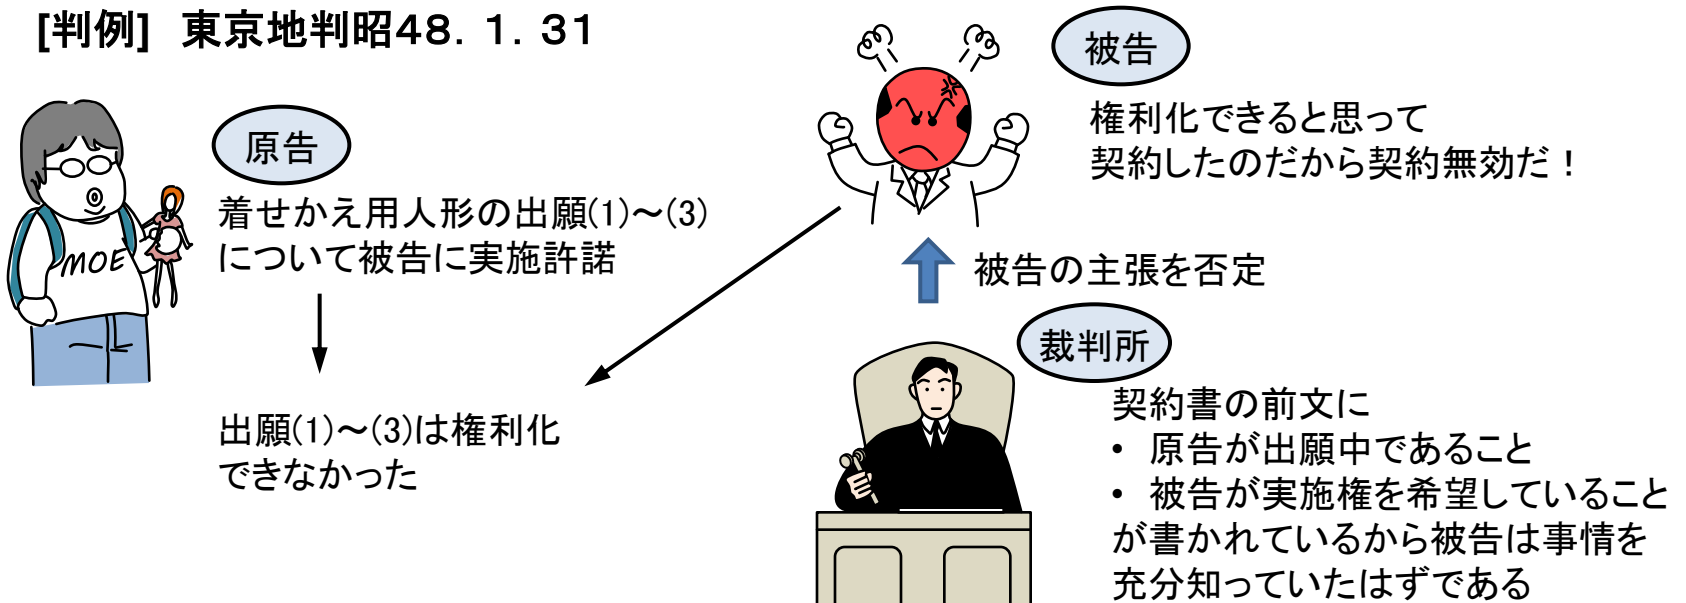 [判例] 東京地判昭48．1．31
原告
着せかえ用人形の出願(1)～(3)
について被告に実施許諾
MOE
出願(1)～(3)は権利化
できなかった
被告
権利化できると思って
契約したのだから契約無効だ！
被告の主張を否定
裁判所
契約書の前文に
• 原告が出願中であること
• 被告が実施権を希望していること
が書かれているから被告は事情を
充分知っていたはずである